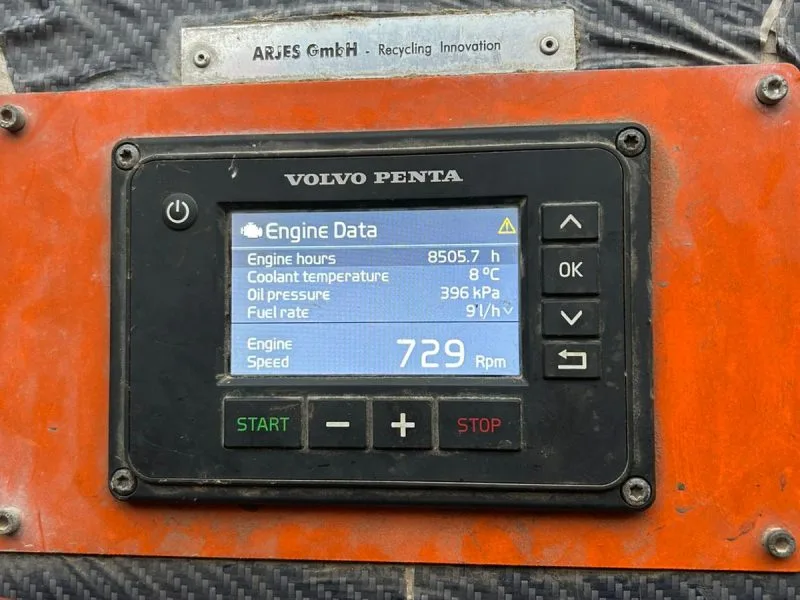 ARJES GmbH - Recycling Innovation
VOLVO PENTA
Engine Data
Engine hours 8505.7 h
Coolant temperature 8 ºC
Oil pressure 396 kPa
Fuel rate 9 l/h
Engine
Speed 729 Rpm
OK
START - + STOP